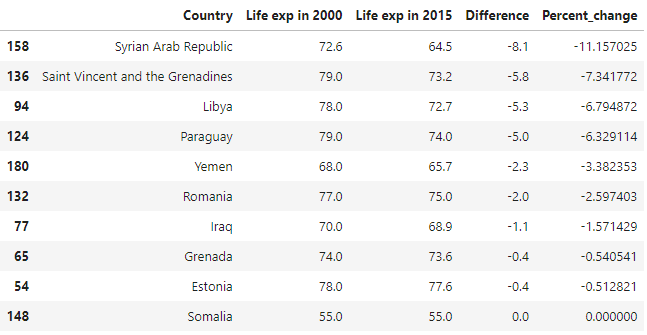 Country Life exp in 2000 Life exp in 2015 Difference Percent_change
158 Syrian Arab Republic 72.6 64.5 -8.1 -11.157025
136 Saint Vincent and the Grenadines 79.0 73.2 -5.8 -7.341772
94 Libya 78.0 72.7 -5.3 -6.794872
124 Paraguay 79.0 74.0 -5.0 -6.329114
180 Yemen 68.0 65.7 -2.3 -3.382353
132 Romania 77.0 75.0 -2.0 -2.597403
77 Iraq 70.0 68.9 -1.1 -1.571429
65 Grenada 74.0 73.6 -0.4 -0.540541
54 Estonia 78.0 77.6 -0.4 -0.512821
148 Somalia 55.0 55.0 0.0 0.000000